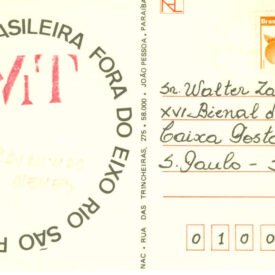 ASILEIRA FORA DO EIXO RIO SÃO P
MT
NAC - RUA DAS TRINCHEIRAS, 275 - 58.000 - JOÃO PESSOA, PARAÍBA
Sr. Walter Za
XVI Bienal d
Caixa Posta
S. Paulo - S
0 1 0 0